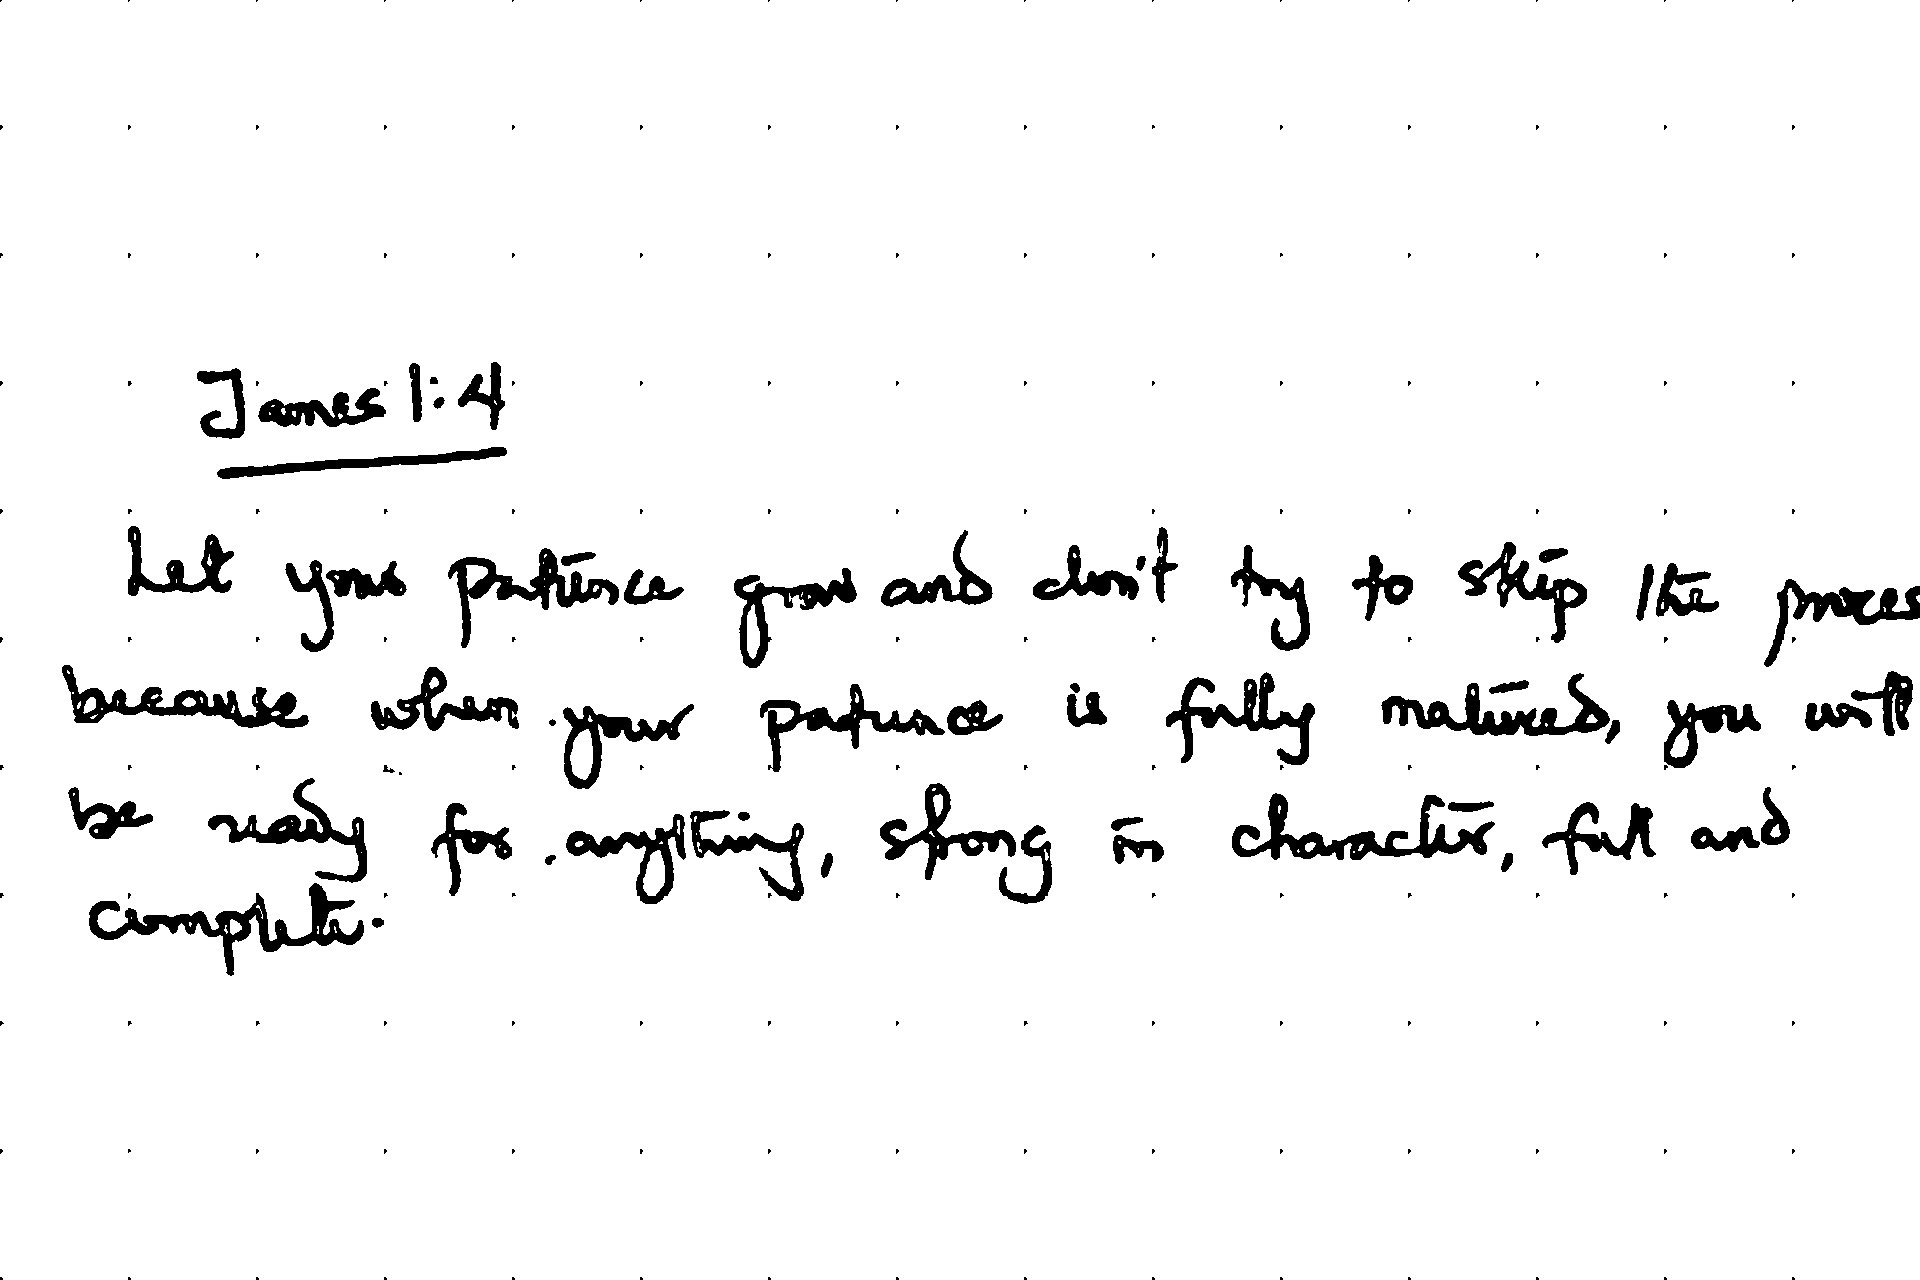 James 1:4
Let your patience grow and don't try to skip the proces
because when your patience is fully matured, you will
be ready for anything, strong in character, full and
complete.